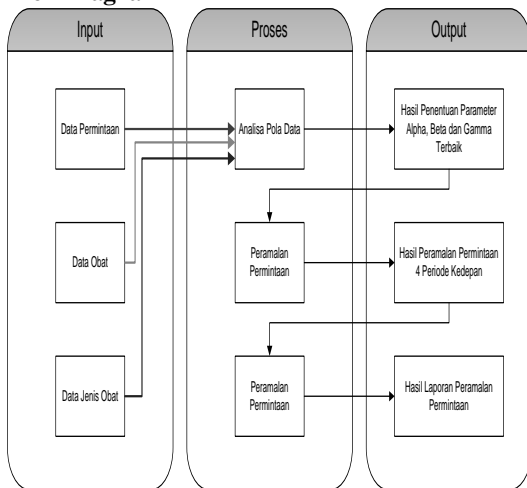 Input
Proses
Output
Data Permintaan
Analisa Pola Data
Hasil Penentuan Parameter
Alpha, Beta dan Gamma
Terbaik
Data Obat
Peramalan
Permintaan
Hasil Peramalan Permintaan
4 Periode Kedepan
Data Jenis Obat
Peramalan
Permintaan
Hasil Laporan Peramalan
Permintaan